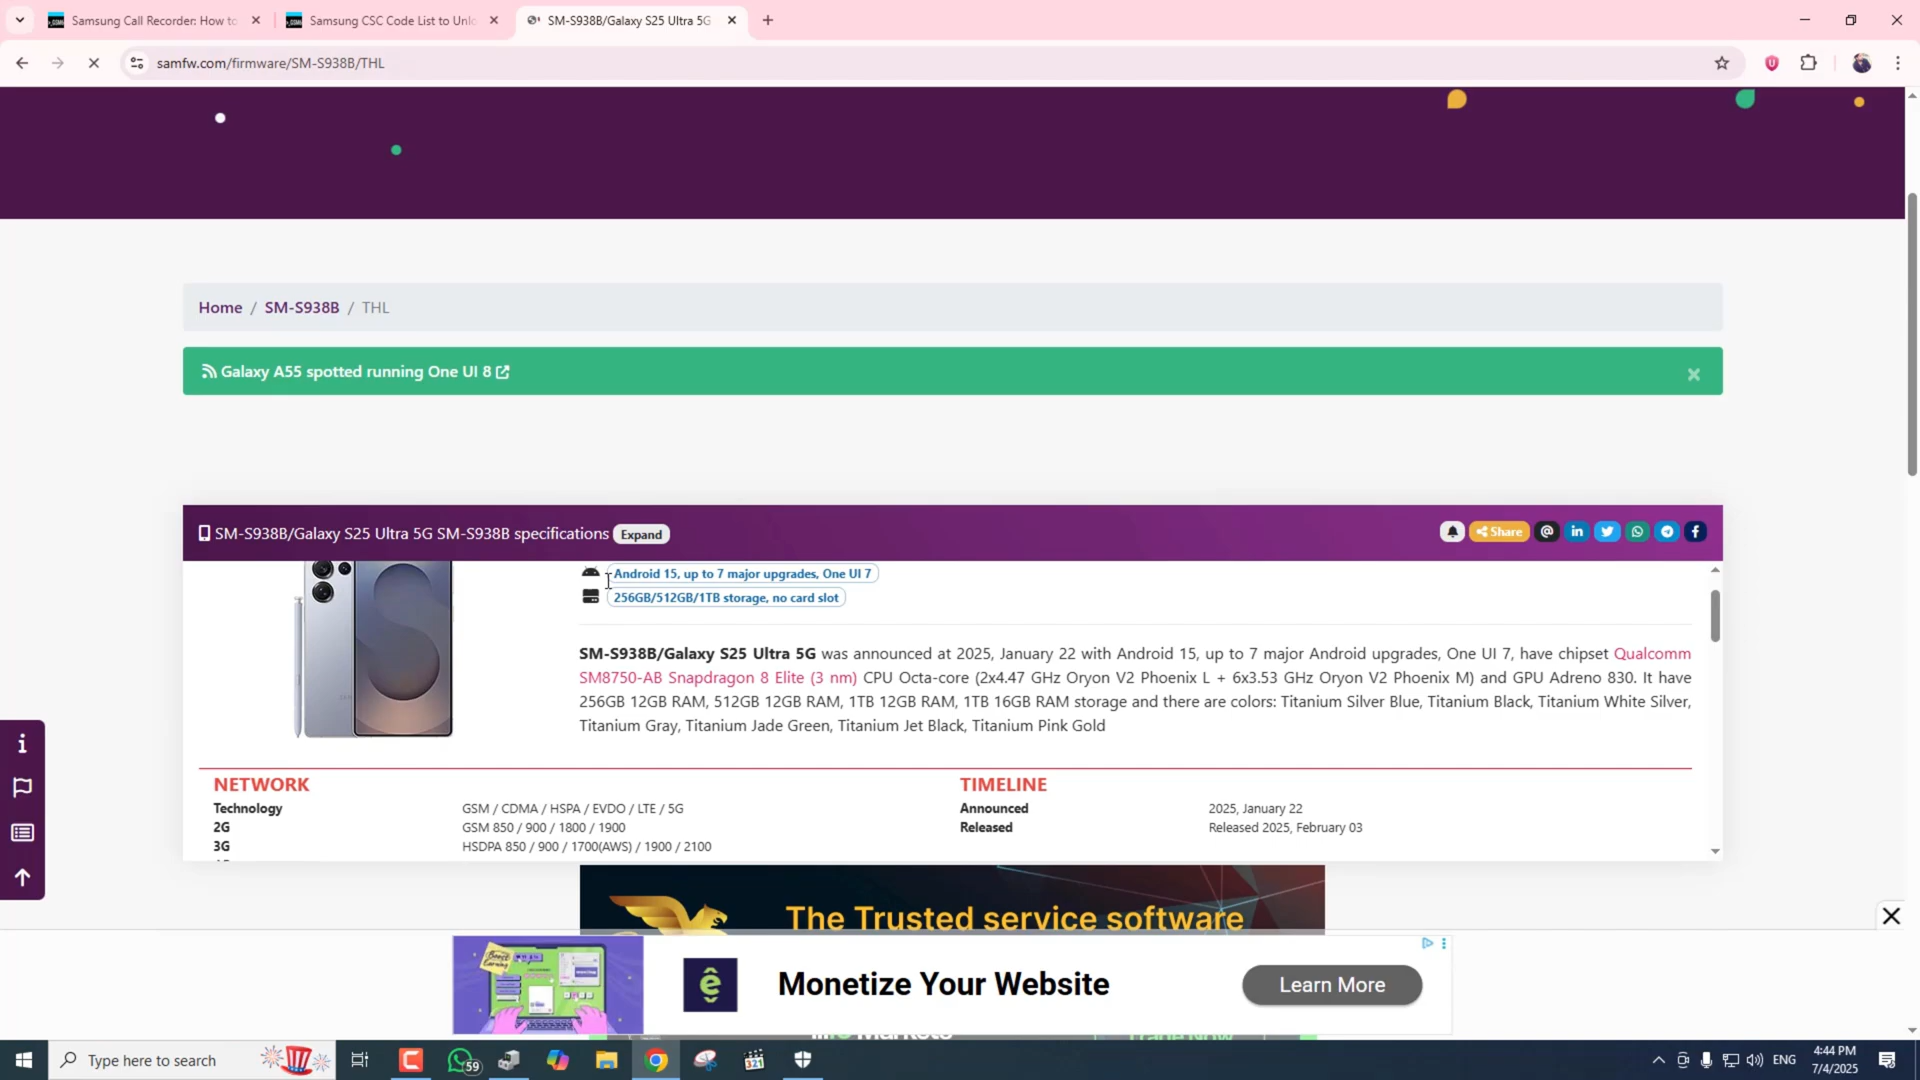 Samsung Call Recorder: How to
Samsung CSC Code List to Unlo
SM-S938B/Galaxy S25 Ultra 5G
samfw.com/firmware/SM-S938B/THL
Home / SM-S938B / THL
Galaxy A55 spotted running One UI 8
SM-S938B/Galaxy S25 Ultra 5G SM-S938B specifications Expand
Share
Android 15, up to 7 major upgrades, One UI 7
256GB/512GB/1TB storage, no card slot
SM-S938B/Galaxy S25 Ultra 5G was announced at 2025, January 22 with Android 15, up to 7 major Android upgrades, One UI 7, have chipset Qualcomm
SM8750-AB Snapdragon 8 Elite (3 nm) CPU Octa-core (2x4.47 GHz Oryon V2 Phoenix L + 6x3.53 GHz Oryon V2 Phoenix M) and GPU Adreno 830. It have
256GB 12GB RAM, 512GB 12GB RAM, 1TB 12GB RAM, 1TB 16GB RAM storage and there are colors: Titanium Silver Blue, Titanium Black, Titanium White Silver,
Titanium Gray, Titanium Jade Green, Titanium Jet Black, Titanium Pink Gold
NETWORK
Technology GSM / CDMA / HSPA / EVDO / LTE / 5G
2G GSM 850 / 900 / 1800 / 1900
3G HSDPA 850 / 900 / 1700(AWS) / 1900 / 2100
TIMELINE
Announced 2025, January 22
Released Released 2025, February 03
The Trusted service software
Monetize Your Website
Learn More
Type here to search
59
321
ENG
4:44 PM
7/4/2025